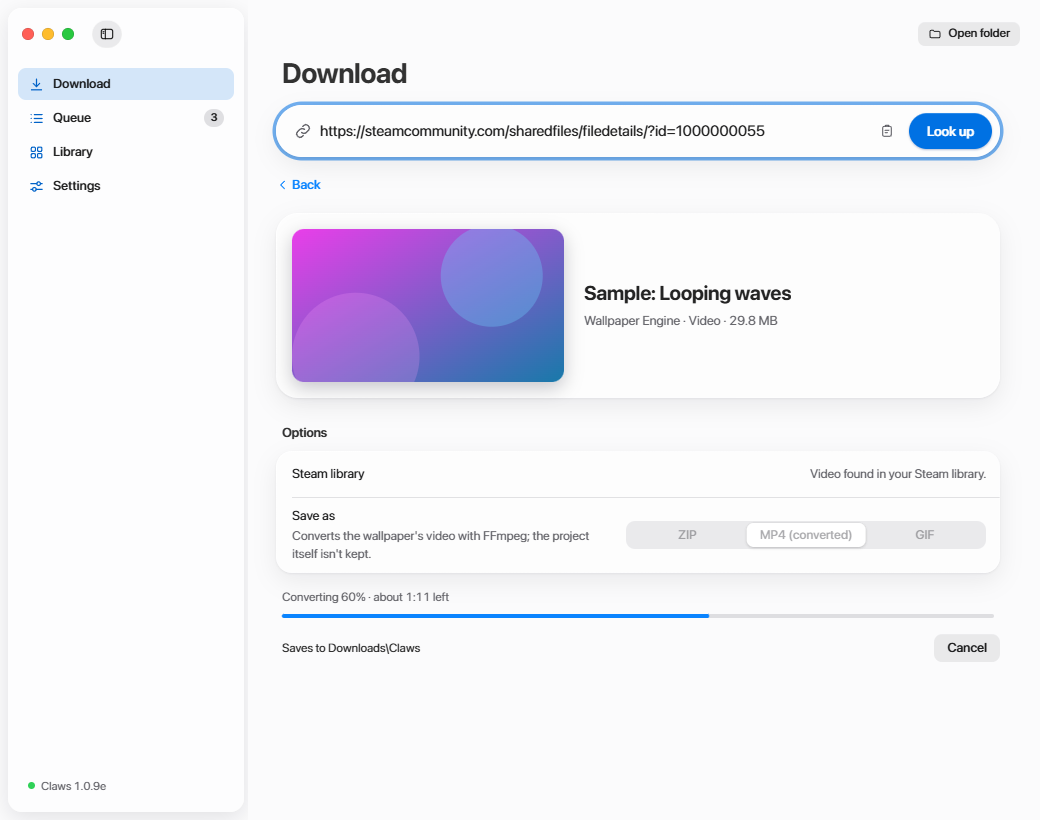 Open folder
Download
Queue
3
Library
Settings
Download
https://steamcommunity.com/sharedfiles/filedetails/?id=1000000055
Look up
Back
Sample: Looping waves
Wallpaper Engine · Video · 29.8 MB
Options
Steam library
Video found in your Steam library.
Save as
Converts the wallpaper's video with FFmpeg; the project
itself isn't kept.
ZIP
MP4 (converted)
GIF
Converting 60% · about 1:11 left
Saves to Downloads\Claws
Cancel
Claws 1.0.9e